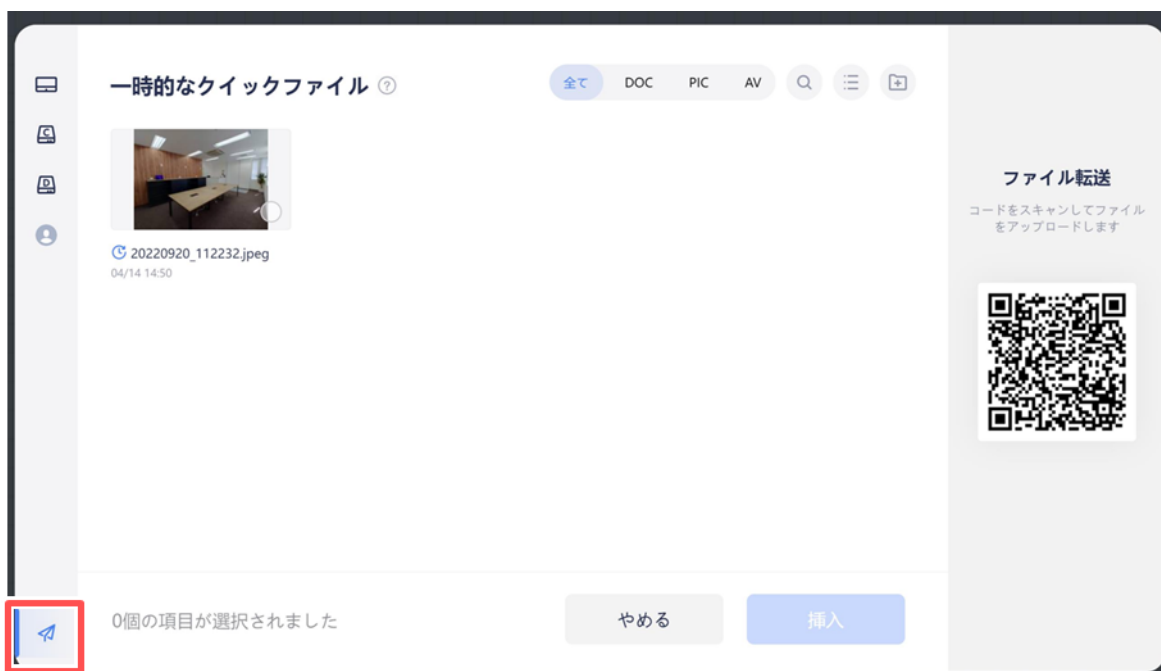 一時的なクイックファイル ?
全て DOC PIC AV
C
D
20220920_112232.jpeg
04/14 14:50
ファイル転送
コードをスキャンしてファイル
をアップロードします
0個の項目が選択されました
やめる
挿入